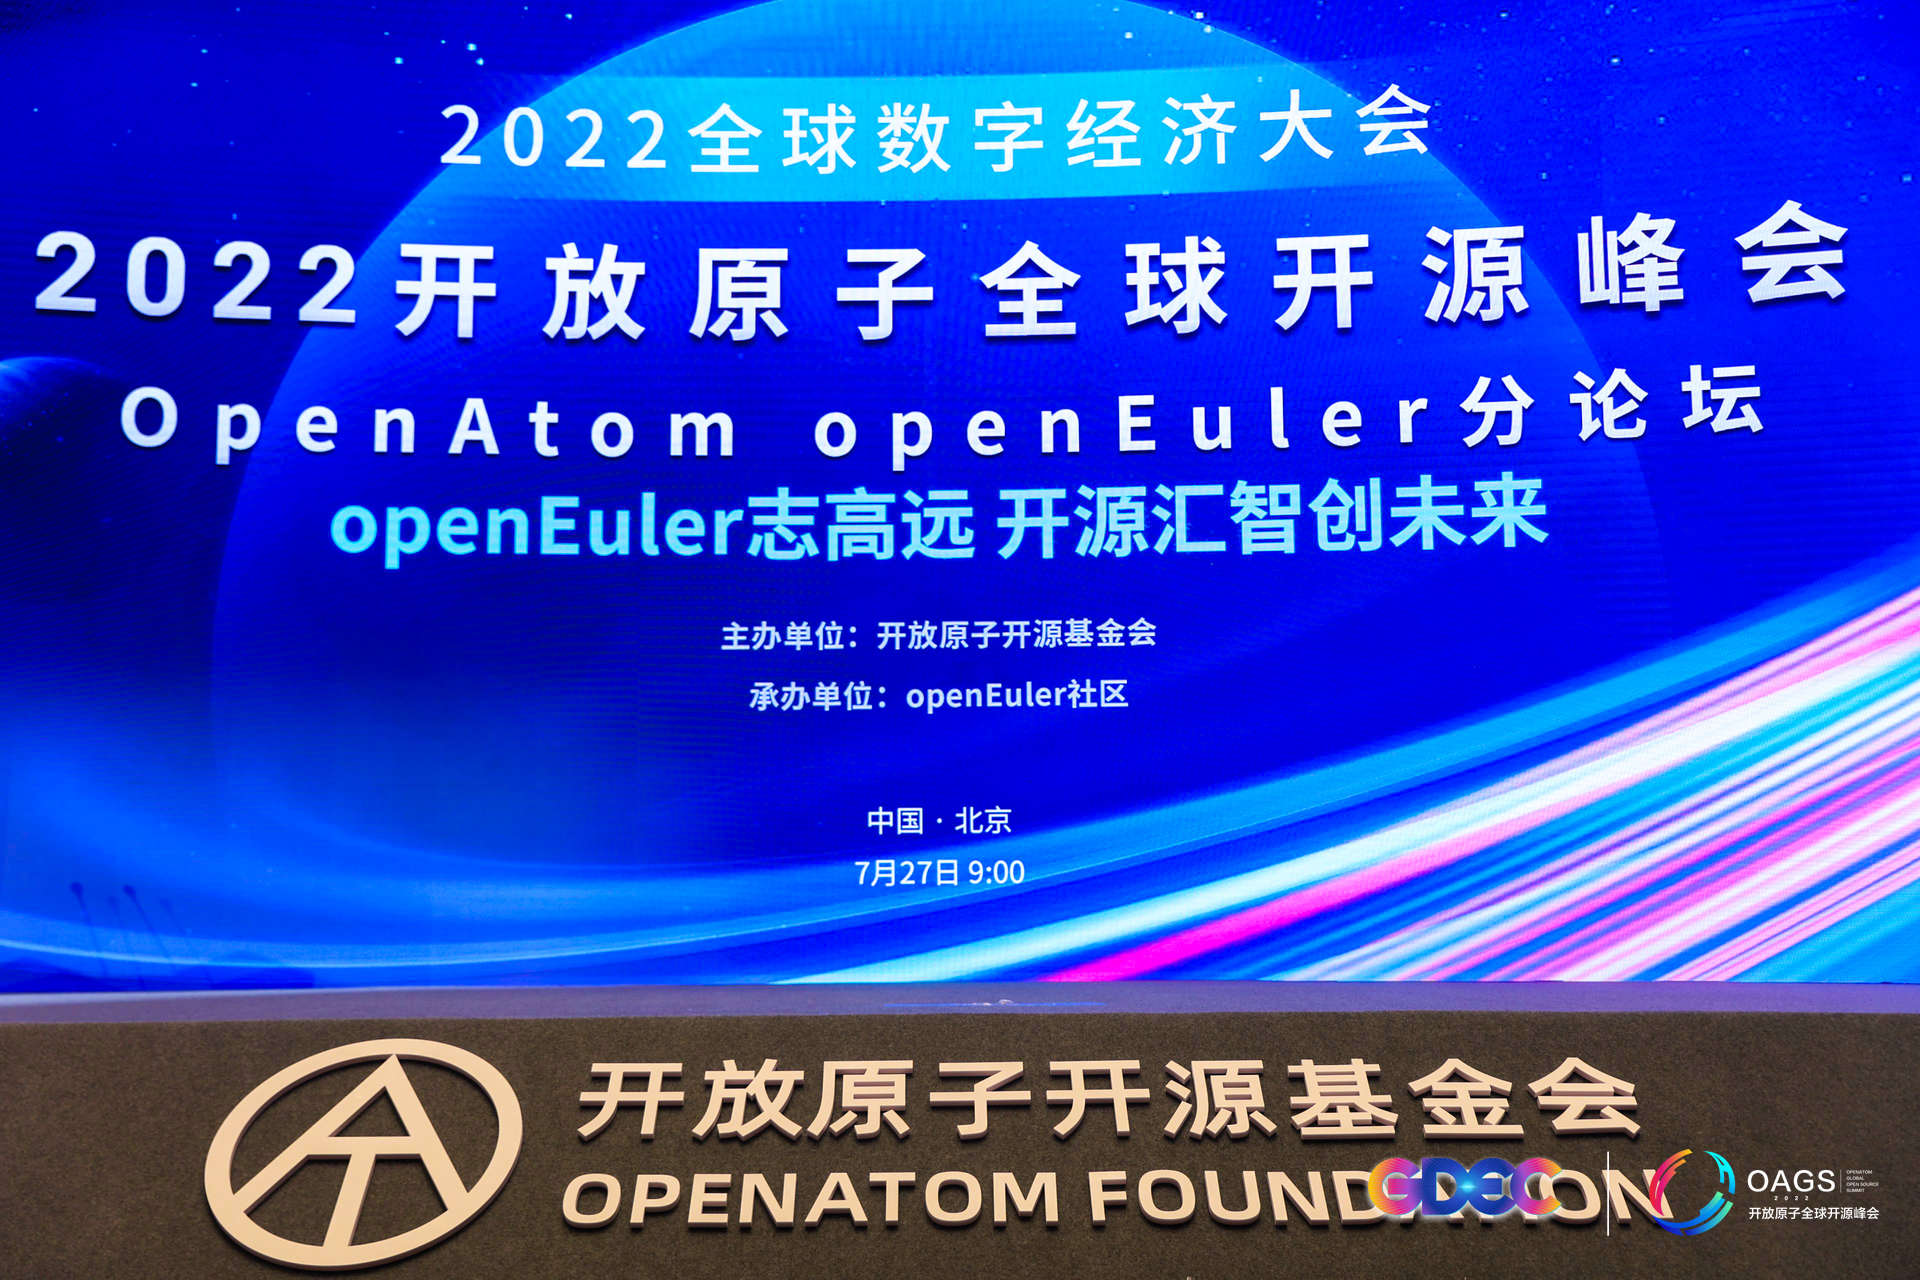 2022全球数字经济大会
2022开放原子全球开源峰会
OpenAtom openEuler分论坛
openEuler志高远 开源汇智创未来
主办单位：开放原子开源基金会
承办单位：openEuler社区
中国·北京
7月27日 9:00
开放原子开源基金会
OPENATOM FOUNDATION
GDEC
OAGS
2022
OPENATOM
GLOBAL
OPEN SOURCE
SUMMIT
开放原子全球开源峰会